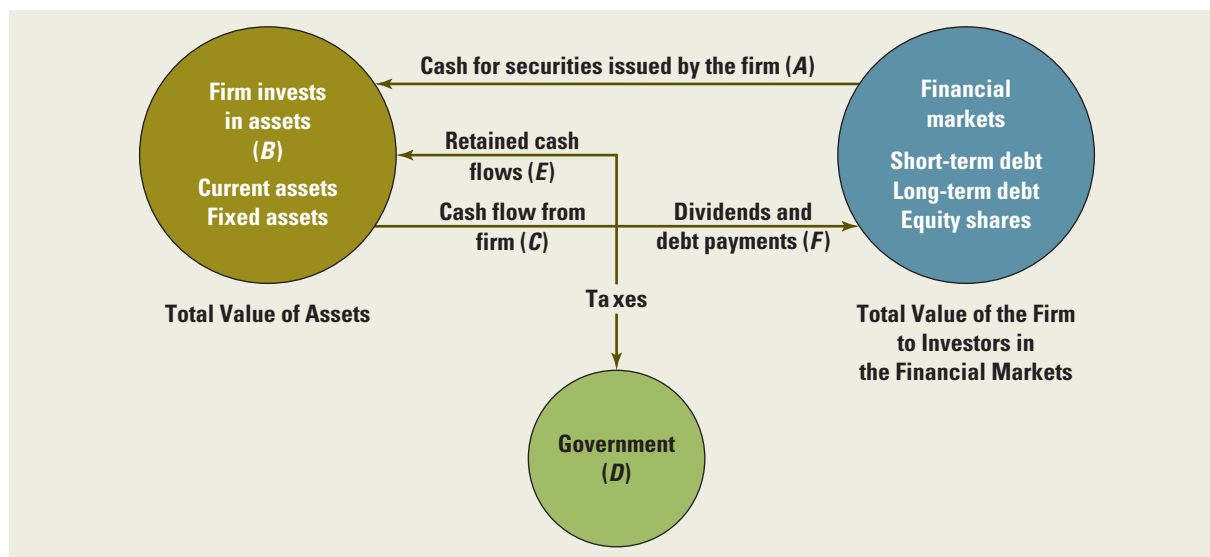 Cash for securities issued by the firm (A)
Firm invests
in assets
(B)
Current assets
Fixed assets
Financial
markets
Short-term debt
Long-term debt
Equity shares
Retained cash
flows (E)
Cash flow from
firm (C)
Dividends and
debt payments (F)
Taxes
Total Value of Assets
Total Value of the Firm
to Investors in
the Financial Markets
Government
(D)